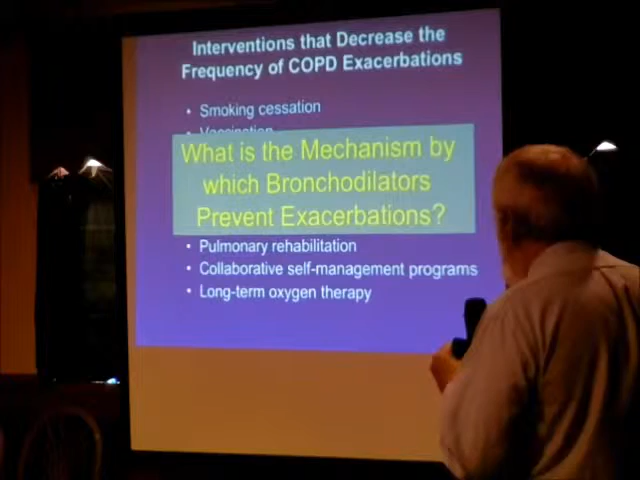 Interventions that Decrease the
Frequency of COPD Exacerbations
• Smoking cessation
• Vaccination
What is the Mechanism by
which Bronchodilators
Prevent Exacerbations?
• Pulmonary rehabilitation
• Collaborative self-management programs
• Long-term oxygen therapy